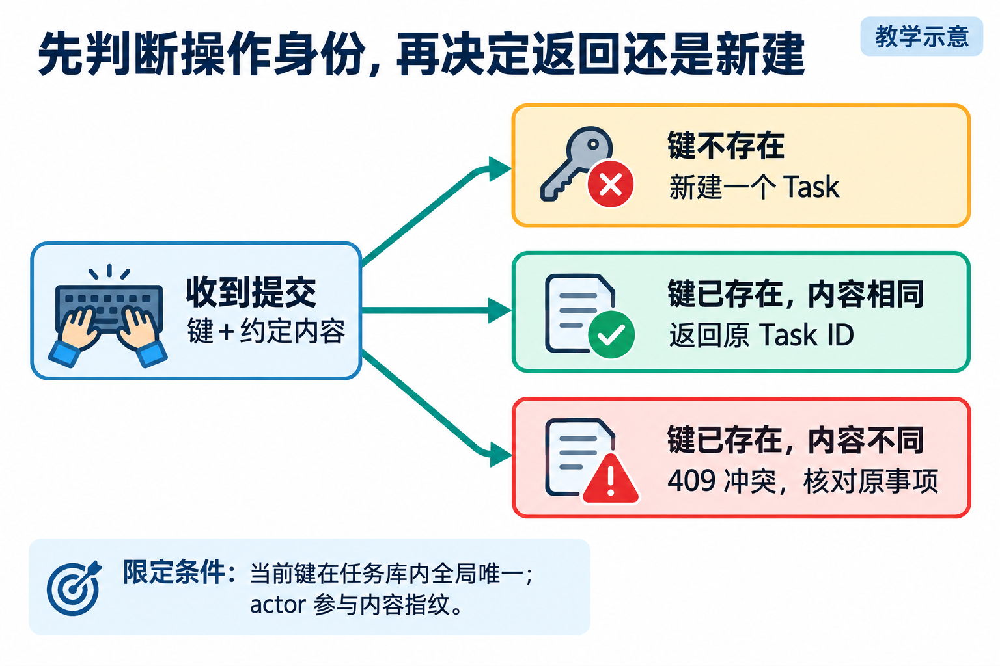 先判断操作身份，再决定返回还是新建
教学示意
收到提交
键＋约定内容
键不存在
新建一个 Task
键已存在，内容相同
返回原 Task ID
键已存在，内容不同
409 冲突，核对原事项
限定条件：当前键在任务库内全局唯一；
actor 参与内容指纹。